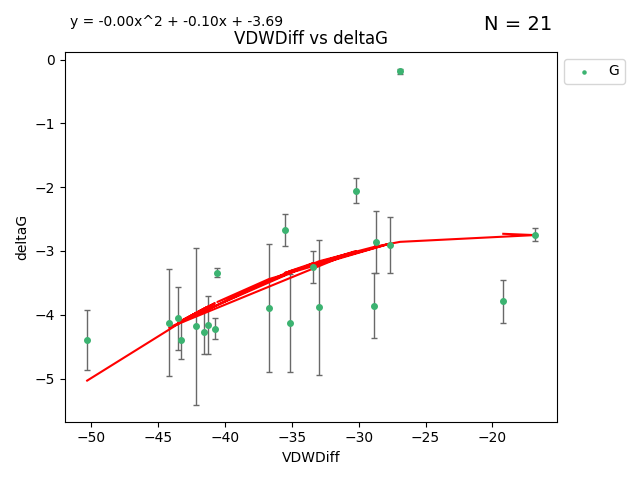 y = -0.00x^2 + -0.10x + -3.69
N = 21
VDWDiff vs deltaG
G
0
−1
−2
−3
−4
−5
deltaG
−50
−45
−40
−35
−30
−25
−20
VDWDiff